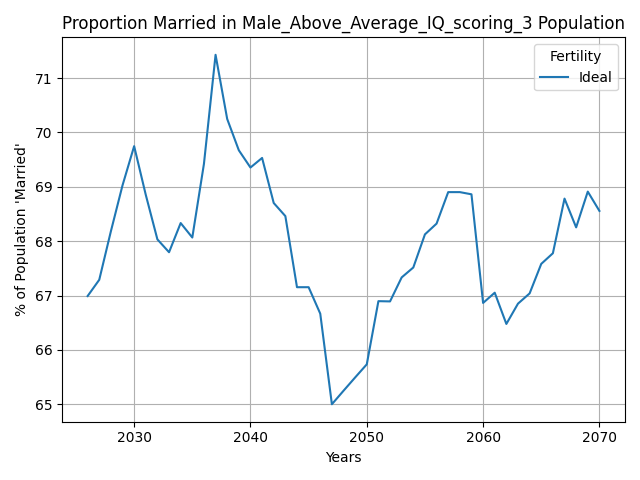 Proportion Married in Male_Above_Average_IQ_scoring_3 Population
Fertility
Ideal
% of Population 'Married'
71
70
69
68
67
66
65
2030 2040 2050 2060 2070
Years